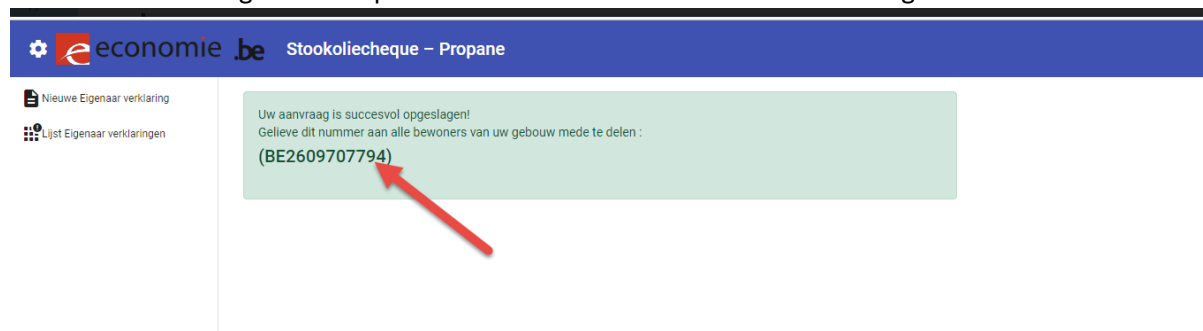 economie .be Stookoliecheque – Propane
Nieuwe Eigenaar verklaring
Lijst Eigenaar verklaringen
Uw aanvraag is succesvol opgeslagen!
Gelieve dit nummer aan alle bewoners van uw gebouw mede te delen :
(BE2609707794)